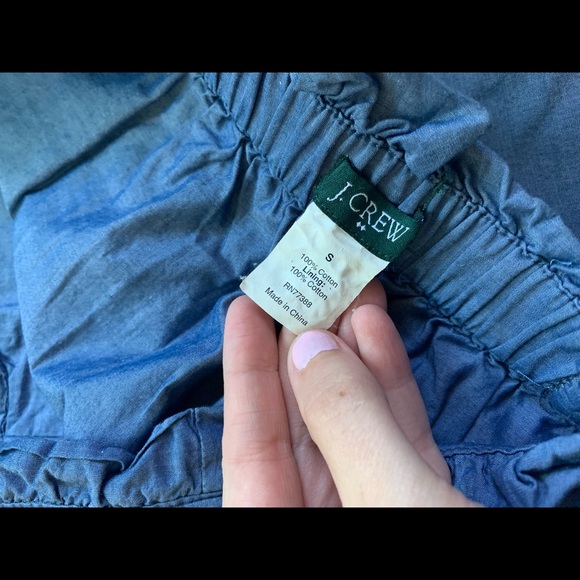 J.CREW
S
100% Cotton
Lining:
100% Cotton
RN77388
Made in China